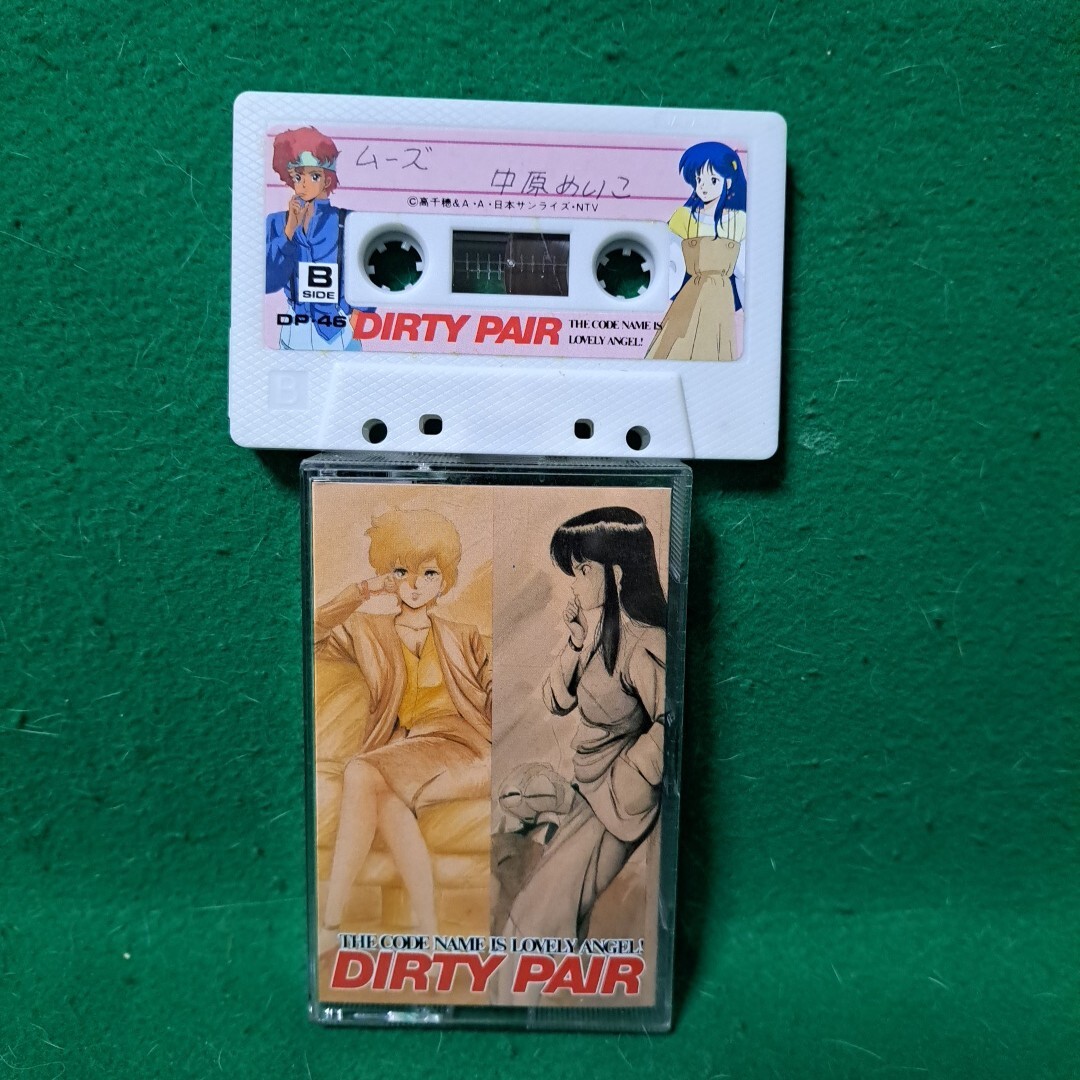 ムーズ
中原めいこ
©高千穂&A・A・日本サンライズ・NTV
B
SIDE
DP-46
DIRTY PAIR
THE CODE NAME IS
LOVELY ANGEL!
B
THE CODE NAME IS LOVELY ANGEL!
DIRTY PAIR